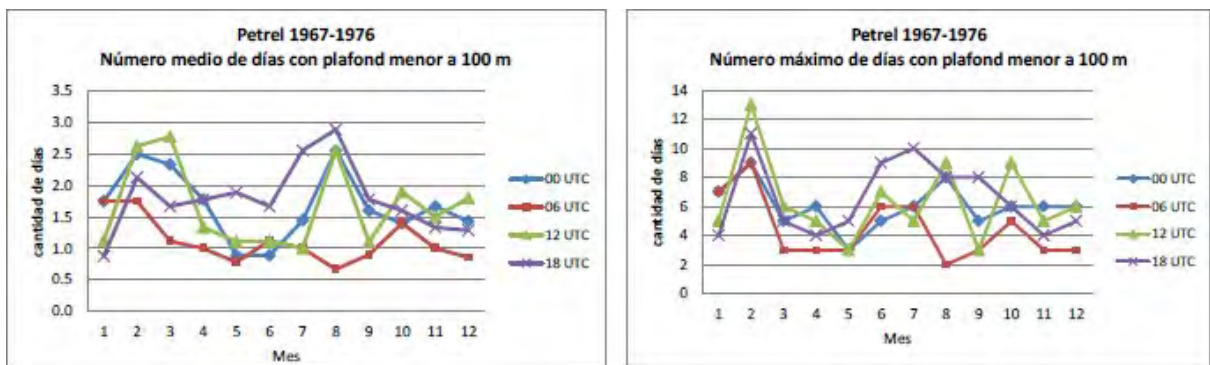 Petrel 1967-1976
Número medio de días con plafond menor a 100 m
3.5
3.0
2.5
2.0
1.5
1.0
0.5
0.0
cantidad de días
1 2 3 4 5 6 7 8 9 10 11 12
Mes
00 UTC
06 UTC
12 UTC
18 UTC
Petrel 1967-1976
Número máximo de días con plafond menor a 100 m
14
12
10
8
6
4
2
0
cantidad de días
1 2 3 4 5 6 7 8 9 10 11 12
Mes
00 UTC
06 UTC
12 UTC
18 UTC